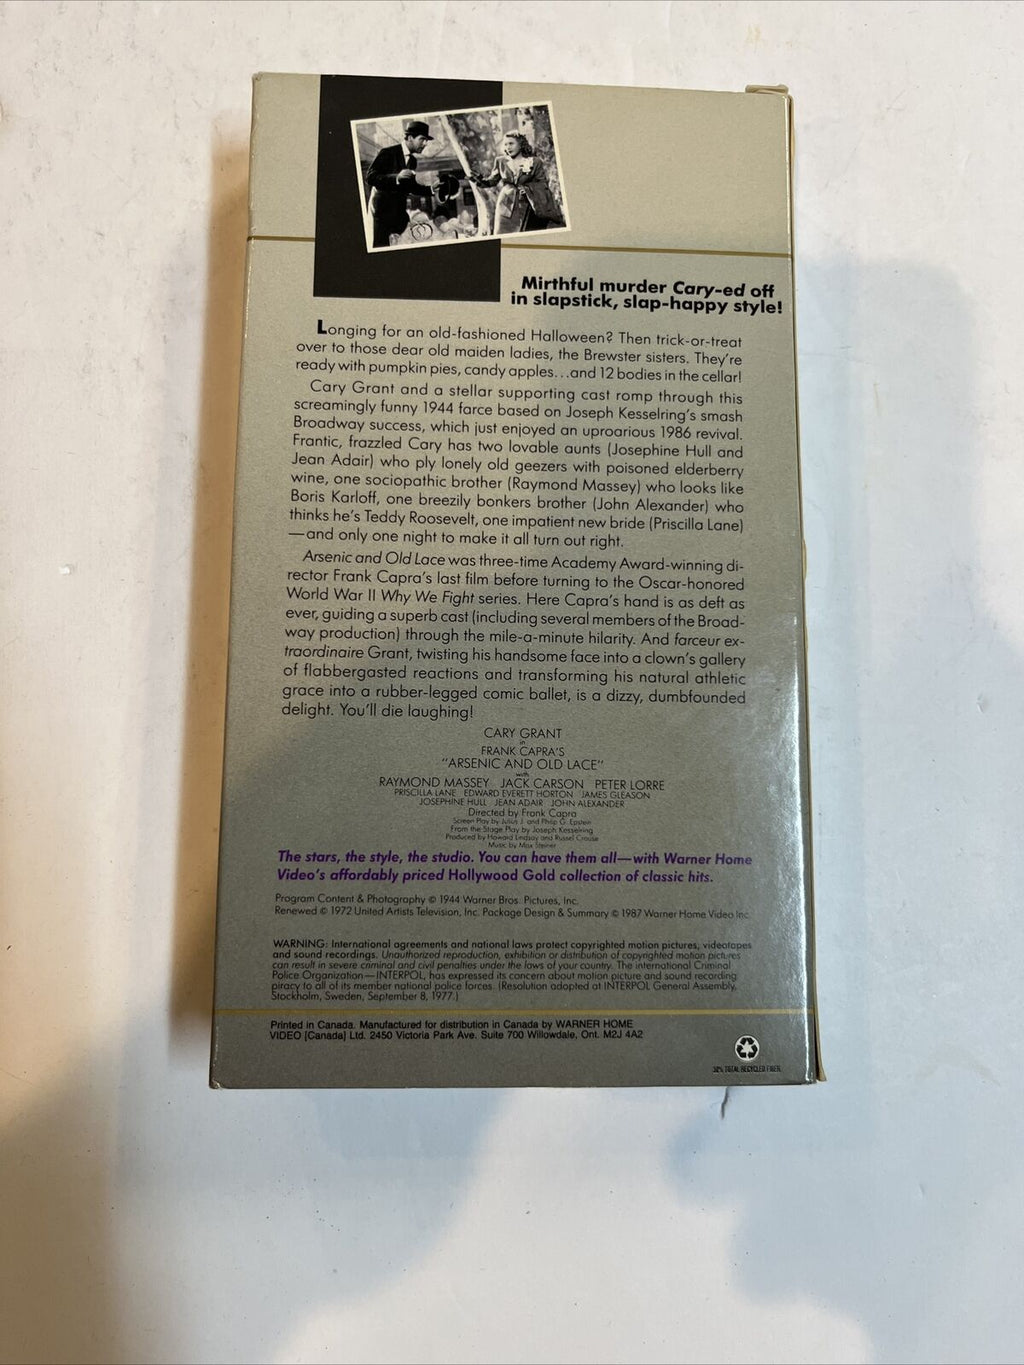 Mirthful murder Cary-ed off
in slapstick, slap-happy style!
Longing for an old-fashioned Halloween? Then trick-or-treat
over to those dear old maiden ladies, the Brewster sisters. They're
ready with pumpkin pies, candy apples...and 12 bodies in the cellar!
Cary Grant and a stellar supporting cast romp through this
screamingly funny 1944 farce based on Joseph Kesselring's smash
Broadway success, which just enjoyed an uproarious 1986 revival.
Frantic, frazzled Cary has two lovable aunts (Josephine Hull and
Jean Adair) who ply lonely old geezers with poisoned elderberry
wine, one sociopathic brother (Raymond Massey) who looks like
Boris Karloff, one breezily bonkers brother (John Alexander) who
thinks he's Teddy Roosevelt, one impatient new bride (Priscilla Lane)
—and only one night to make it all turn out right.
Arsenic and Old Lace was three-time Academy Award-winning di-
rector Frank Capra's last film before turning to the Oscar-honored
World War II Why We Fight series. Here Capra's hand is as deft as
ever, guiding a superb cast (including several members of the Broad-
way production) through the mile-a-minute hilarity. And farceur ex-
traordinaire Grant, twisting his handsome face into a clown's gallery
of flabbergasted reactions and transforming his natural athletic
grace into a rubber-legged comic ballet, is a dizzy, dumbfounded
delight. You'll die laughing!
CARY GRANT
in
FRANK CAPRA'S
"ARSENIC AND OLD LACE"
with
RAYMOND MASSEY JACK CARSON PETER LORRE
PRISCILLA LANE EDWARD EVERETT HORTON JAMES GLEASON
JOSEPHINE HULL JEAN ADAIR JOHN ALEXANDER
Directed by Frank Capra
Screen Play by Julius J. and Philip G. Epstein
From the Stage Play by Joseph Kesselring
Produced by Howard Lindsay and Russel Crouse
Music by Max Steiner
The stars, the style, the studio. You can have them all—with Warner Home
Video's affordably priced Hollywood Gold collection of classic hits.
Program Content & Photography © 1944 Warner Bros. Pictures, Inc.
Renewed © 1972 United Artists Television, Inc. Package Design & Summary © 1987 Warner Home Video Inc.
WARNING: International agreements and national laws protect copyrighted motion pictures, videotapes
and sound recordings. Unauthorized reproduction, exhibition or distribution of copyrighted motion pictures
can result in severe criminal and civil penalties under the laws of your country. The International Criminal
Police Organization—INTERPOL, has expressed its concern about motion picture and sound recording
piracy to all of its member national police forces. (Resolution adopted at INTERPOL General Assembly,
Stockholm, Sweden, September 8, 1977.)
Printed in Canada. Manufactured for distribution in Canada by WARNER HOME
VIDEO (Canada) Ltd. 2450 Victoria Park Ave. Suite 700 Willowdale, Ont. M2J 4A2
TOTAL RECYCLED FIBER